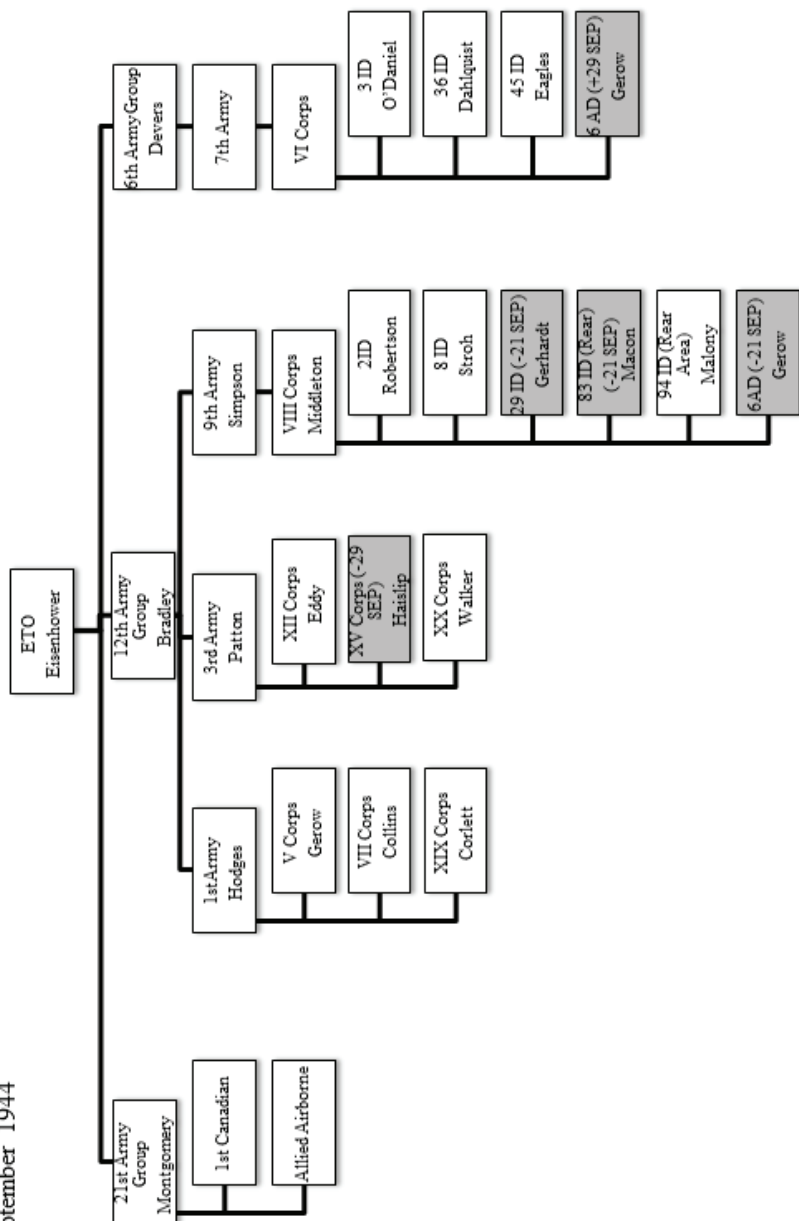 ptember 1944
ETO
Eisenhower
21st Army
Group
Montgomery
1st Canadian
Allied Airborne
12th Army
Group
Bradley
1st Army
Hodges
V Corps
Gerow
VII Corps
Collins
XIX Corps
Corlett
3rd Army
Patton
XII Corps
Eddy
XV Corps (-29
SEP)
Haislip
XX Corps
Walker
9th Army
Simpson
VIII Corps
Middleton
2ID
Robertson
8 ID
Stroh
29 ID (-21 SEP)
Gerhardt
83 ID (Rear)
(-21 SEP)
Macon
94 ID (Rear
Area)
Malony
6AD (-21 SEP)
Gerow
6th Army Group
Devers
7th Army
VI Corps
3 ID
O'Daniel
36 ID
Dahlquist
45 ID
Eagles
6 AD (+29 SEP)
Gerow